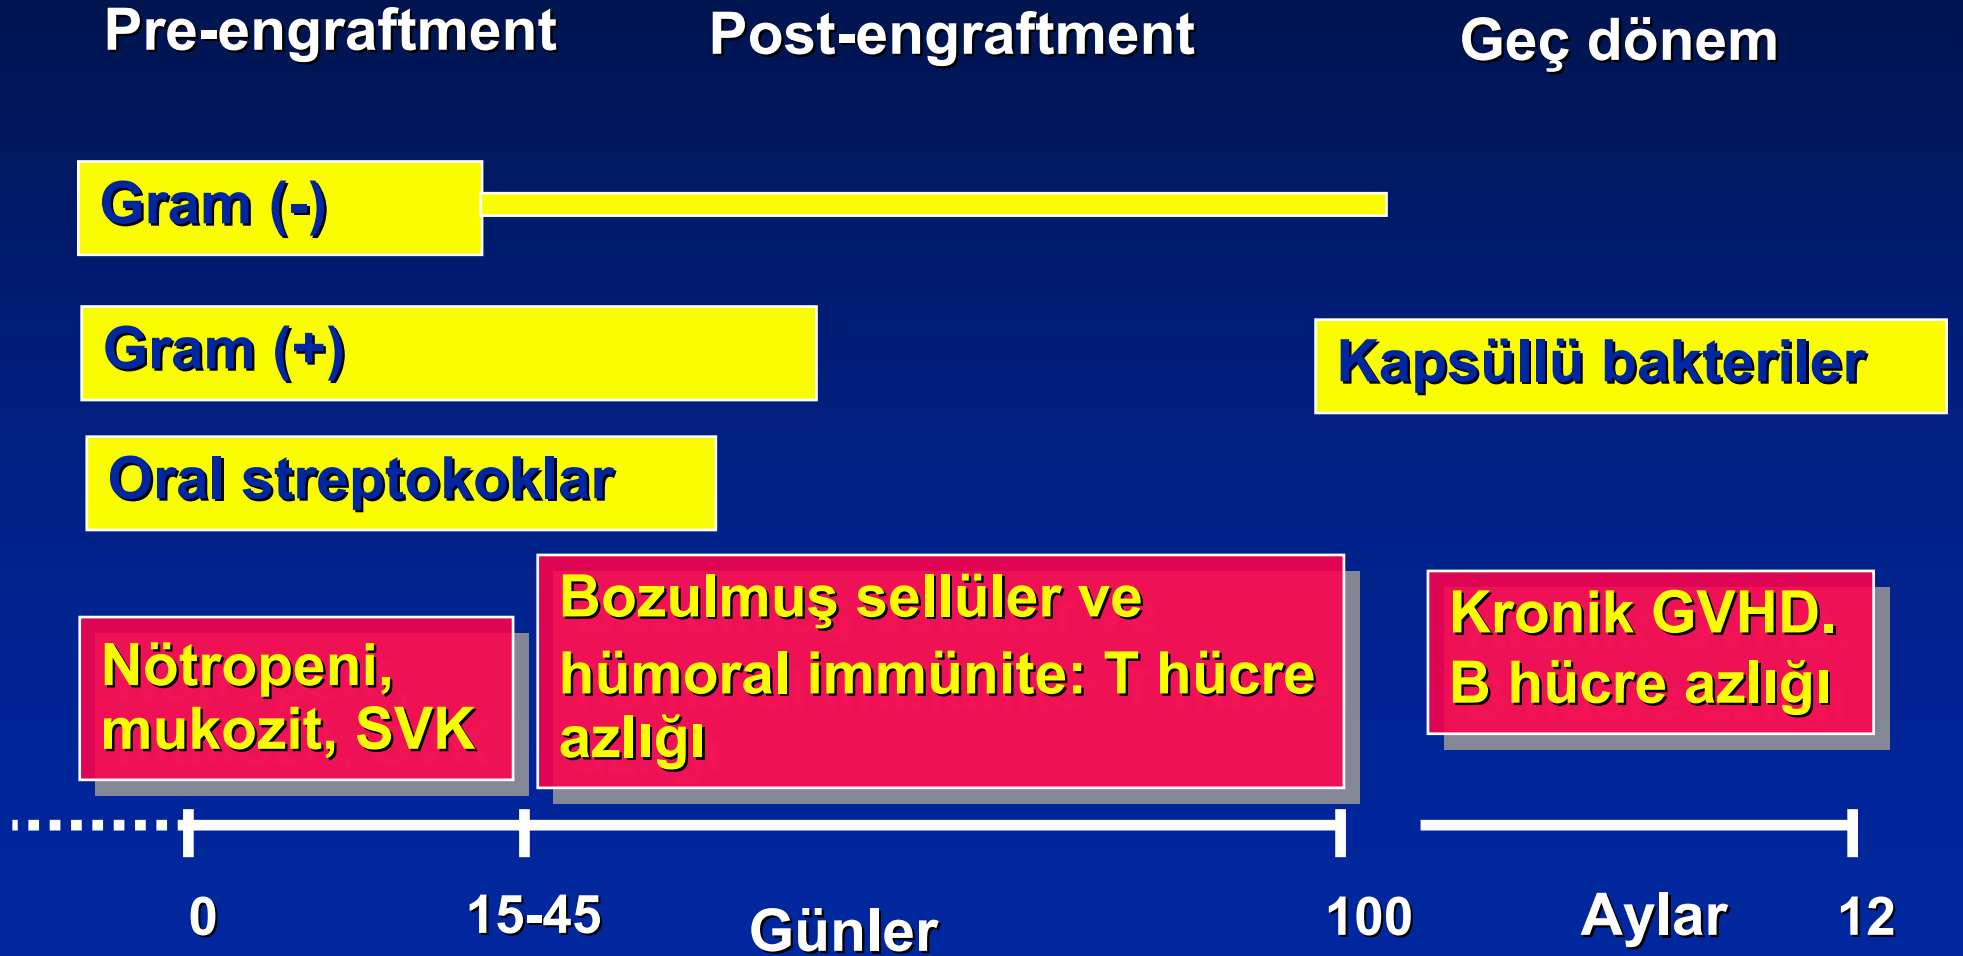 Pre-engraftment
Post-engraftment
Geç dönem
Gram (-)
Gram (+)
Kapsüllü bakteriler
Oral streptokoklar
Nötropeni,
mukozit, SVK
Bozulmuş sellüler ve
hümoral immünite: T hücre
azlığı
Kronik GVHD.
B hücre azlığı
0
15-45
Günler
100
Aylar
12